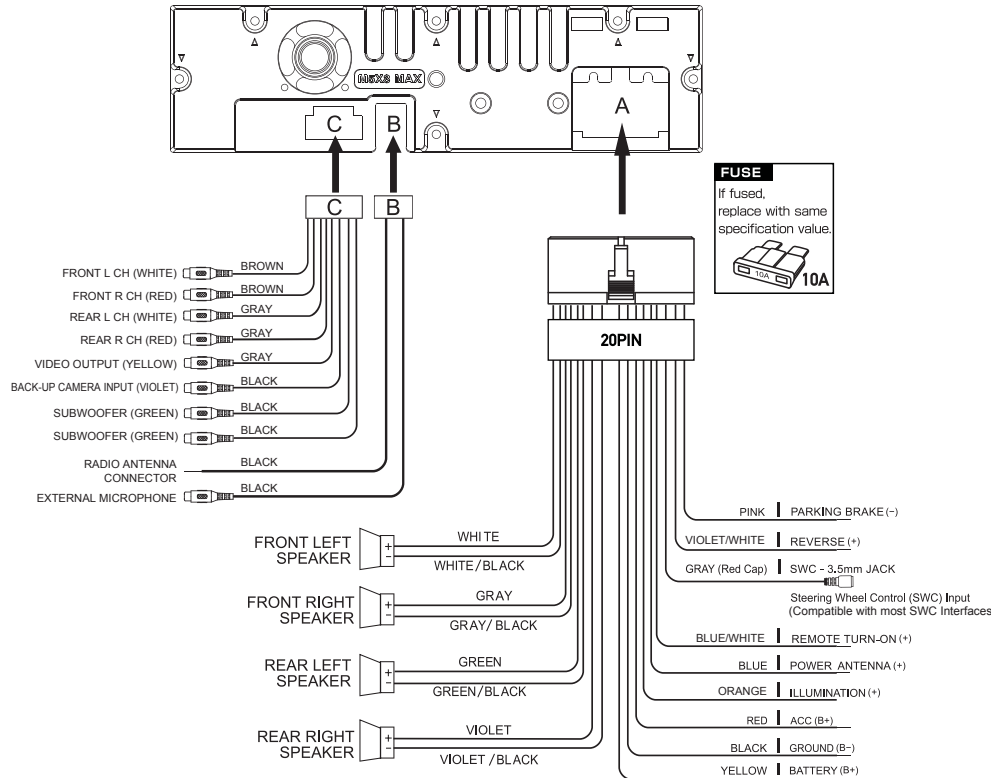 M5X8 MAX
C
B
A
C
B
FUSE
If fused,
replace with same
specification value.
10A
10A
FRONT L CH (WHITE)
BROWN
FRONT R CH (RED)
BROWN
REAR L CH (WHITE)
GRAY
REAR R CH (RED)
GRAY
VIDEO OUTPUT (YELLOW)
GRAY
BACK-UP CAMERA INPUT (VIOLET)
BLACK
SUBWOOFER (GREEN)
BLACK
SUBWOOFER (GREEN)
BLACK
RADIO ANTENNA
CONNECTOR
BLACK
EXTERNAL MICROPHONE
BLACK
20PIN
FRONT LEFT
SPEAKER
+
-
WHITE
WHITE/BLACK
FRONT RIGHT
SPEAKER
+
-
GRAY
GRAY/ BLACK
REAR LEFT
SPEAKER
+
-
GREEN
GREEN/BLACK
REAR RIGHT
SPEAKER
+
-
VIOLET
VIOLET /BLACK
PINK PARKING BRAKE (-)
VIOLET/WHITE REVERSE (+)
GRAY (Red Cap) SWC - 3.5mm JACK
Steering Wheel Control (SWC) Input
(Compatible with most SWC Interfaces
BLUE/WHITE REMOTE TURN-ON (+)
BLUE POWER ANTENNA (+)
ORANGE ILLUMINATION (+)
RED ACC (B+)
BLACK GROUND (B-)
YELLOW BATTERY (B+)